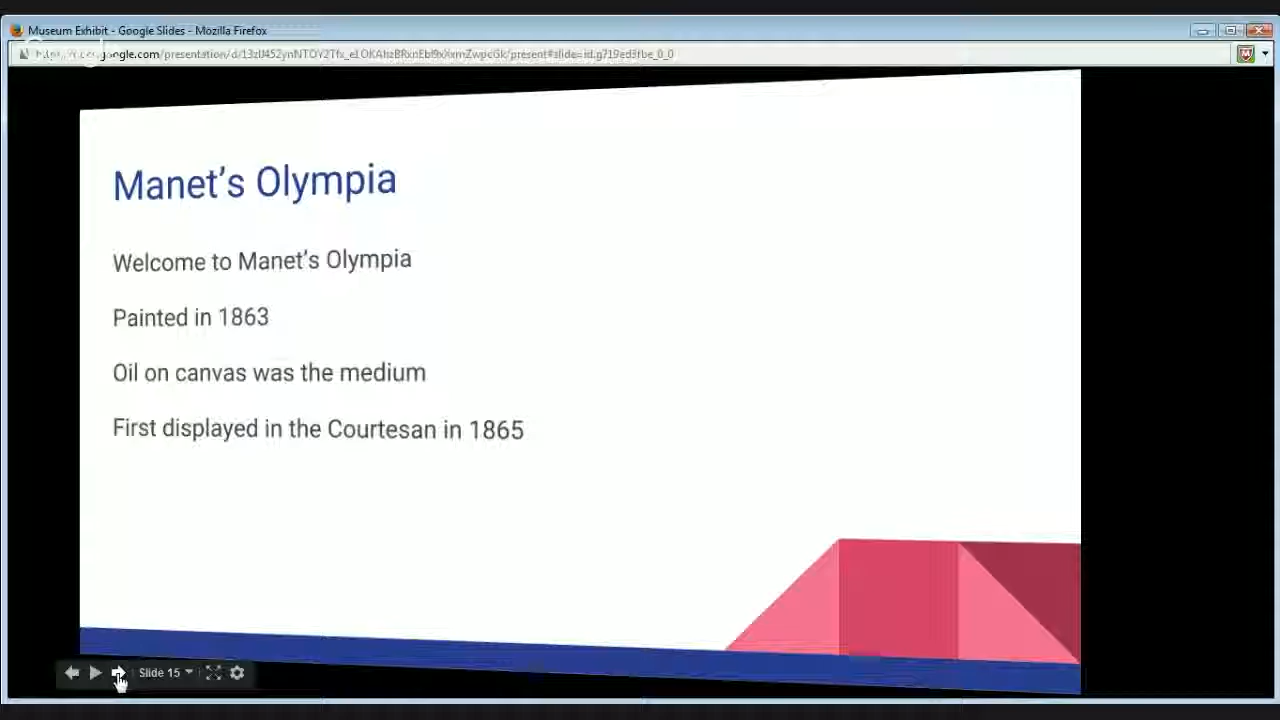 Museum Exhibit - Google Slides - Mozilla Firefox
Manet's Olympia
Welcome to Manet's Olympia
Painted in 1863
Oil on canvas was the medium
First displayed in the Courtesan in 1865
Slide 15